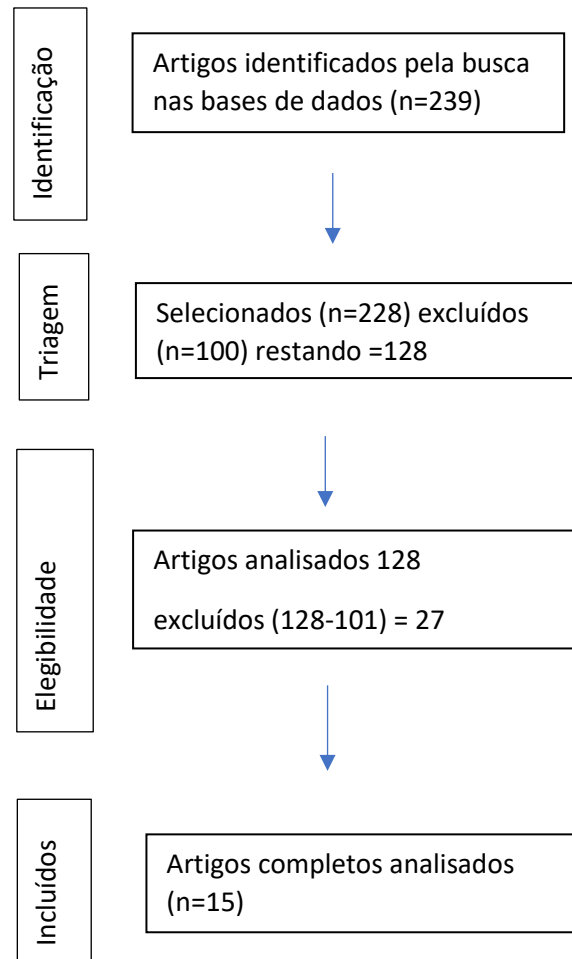 Identificação
Artigos identificados pela busca
nas bases de dados (n=239)
Triagem
Selecionados (n=228) excluídos
(n=100) restando =128
Elegibilidade
Artigos analisados 128
excluídos (128-101) = 27
Incluídos
Artigos completos analisados
(n=15)